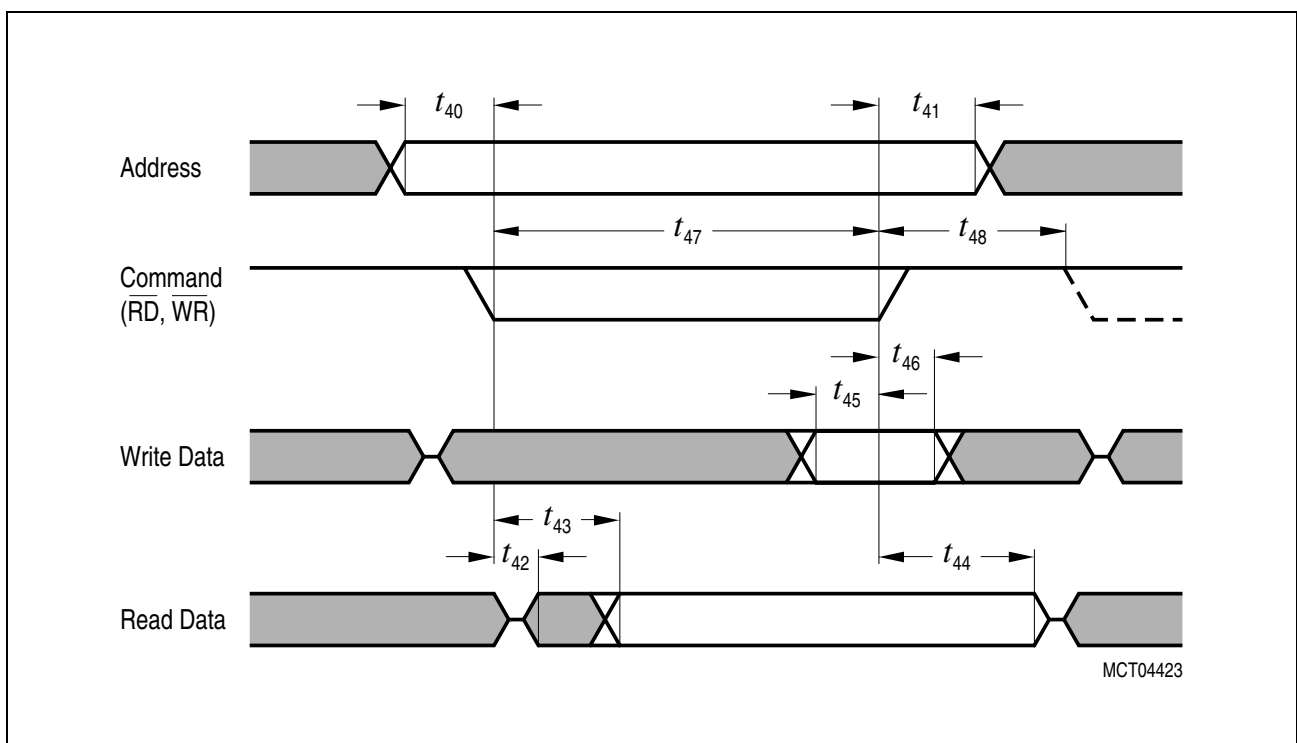 t40
t41
Address
t47
t48
Command
(RD, WR)
t46
t45
Write Data
t43
t42
t44
Read Data
MCT04423